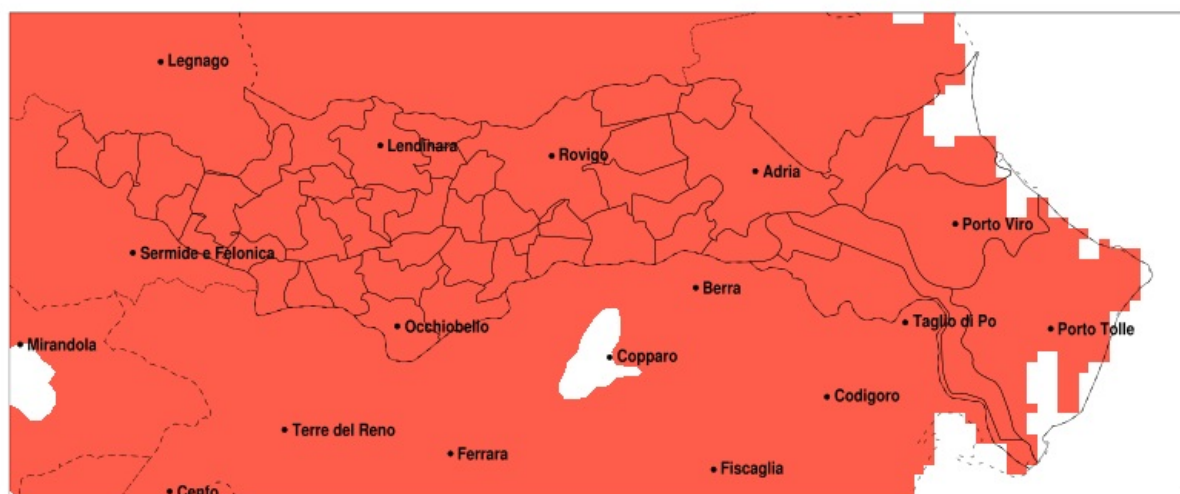 Legnago
Lendinara
Rovigo
Adria
Porto Viro
Sermide e Felonica
Berra
Occhiobello
Taglio di Po
Porto Tolle
Mirandola
Copparo
Codigoro
Terre del Reno
Ferrara
Fiscaglia
Cento